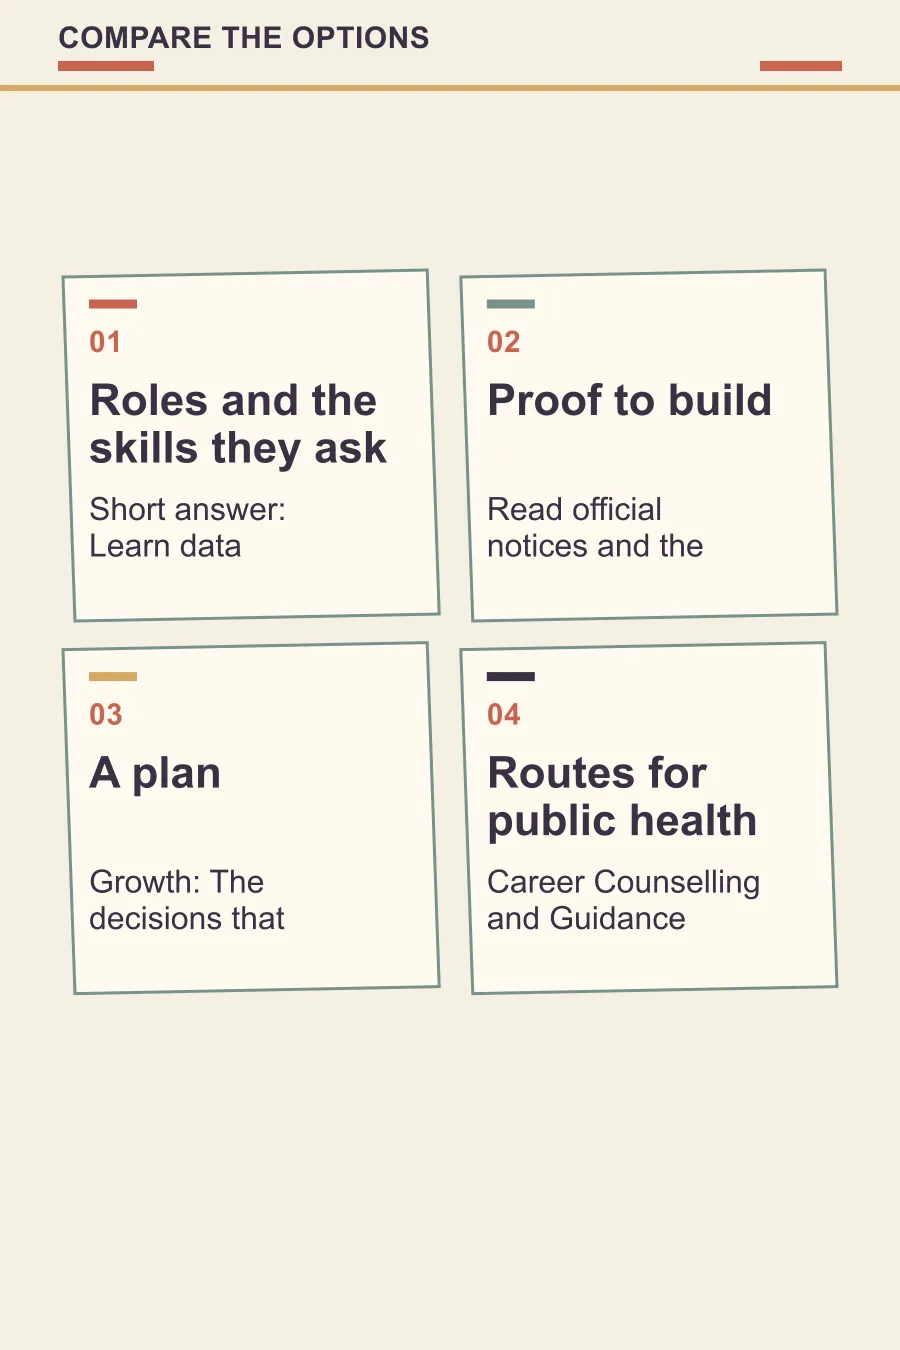 COMPARE THE OPTIONS
01
Roles and the
skills they ask
Short answer:
Learn data
02
Proof to build
Read official
notices and the
03
A plan
Growth: The
decisions that
04
Routes for
public health
Career Counselling
and Guidance